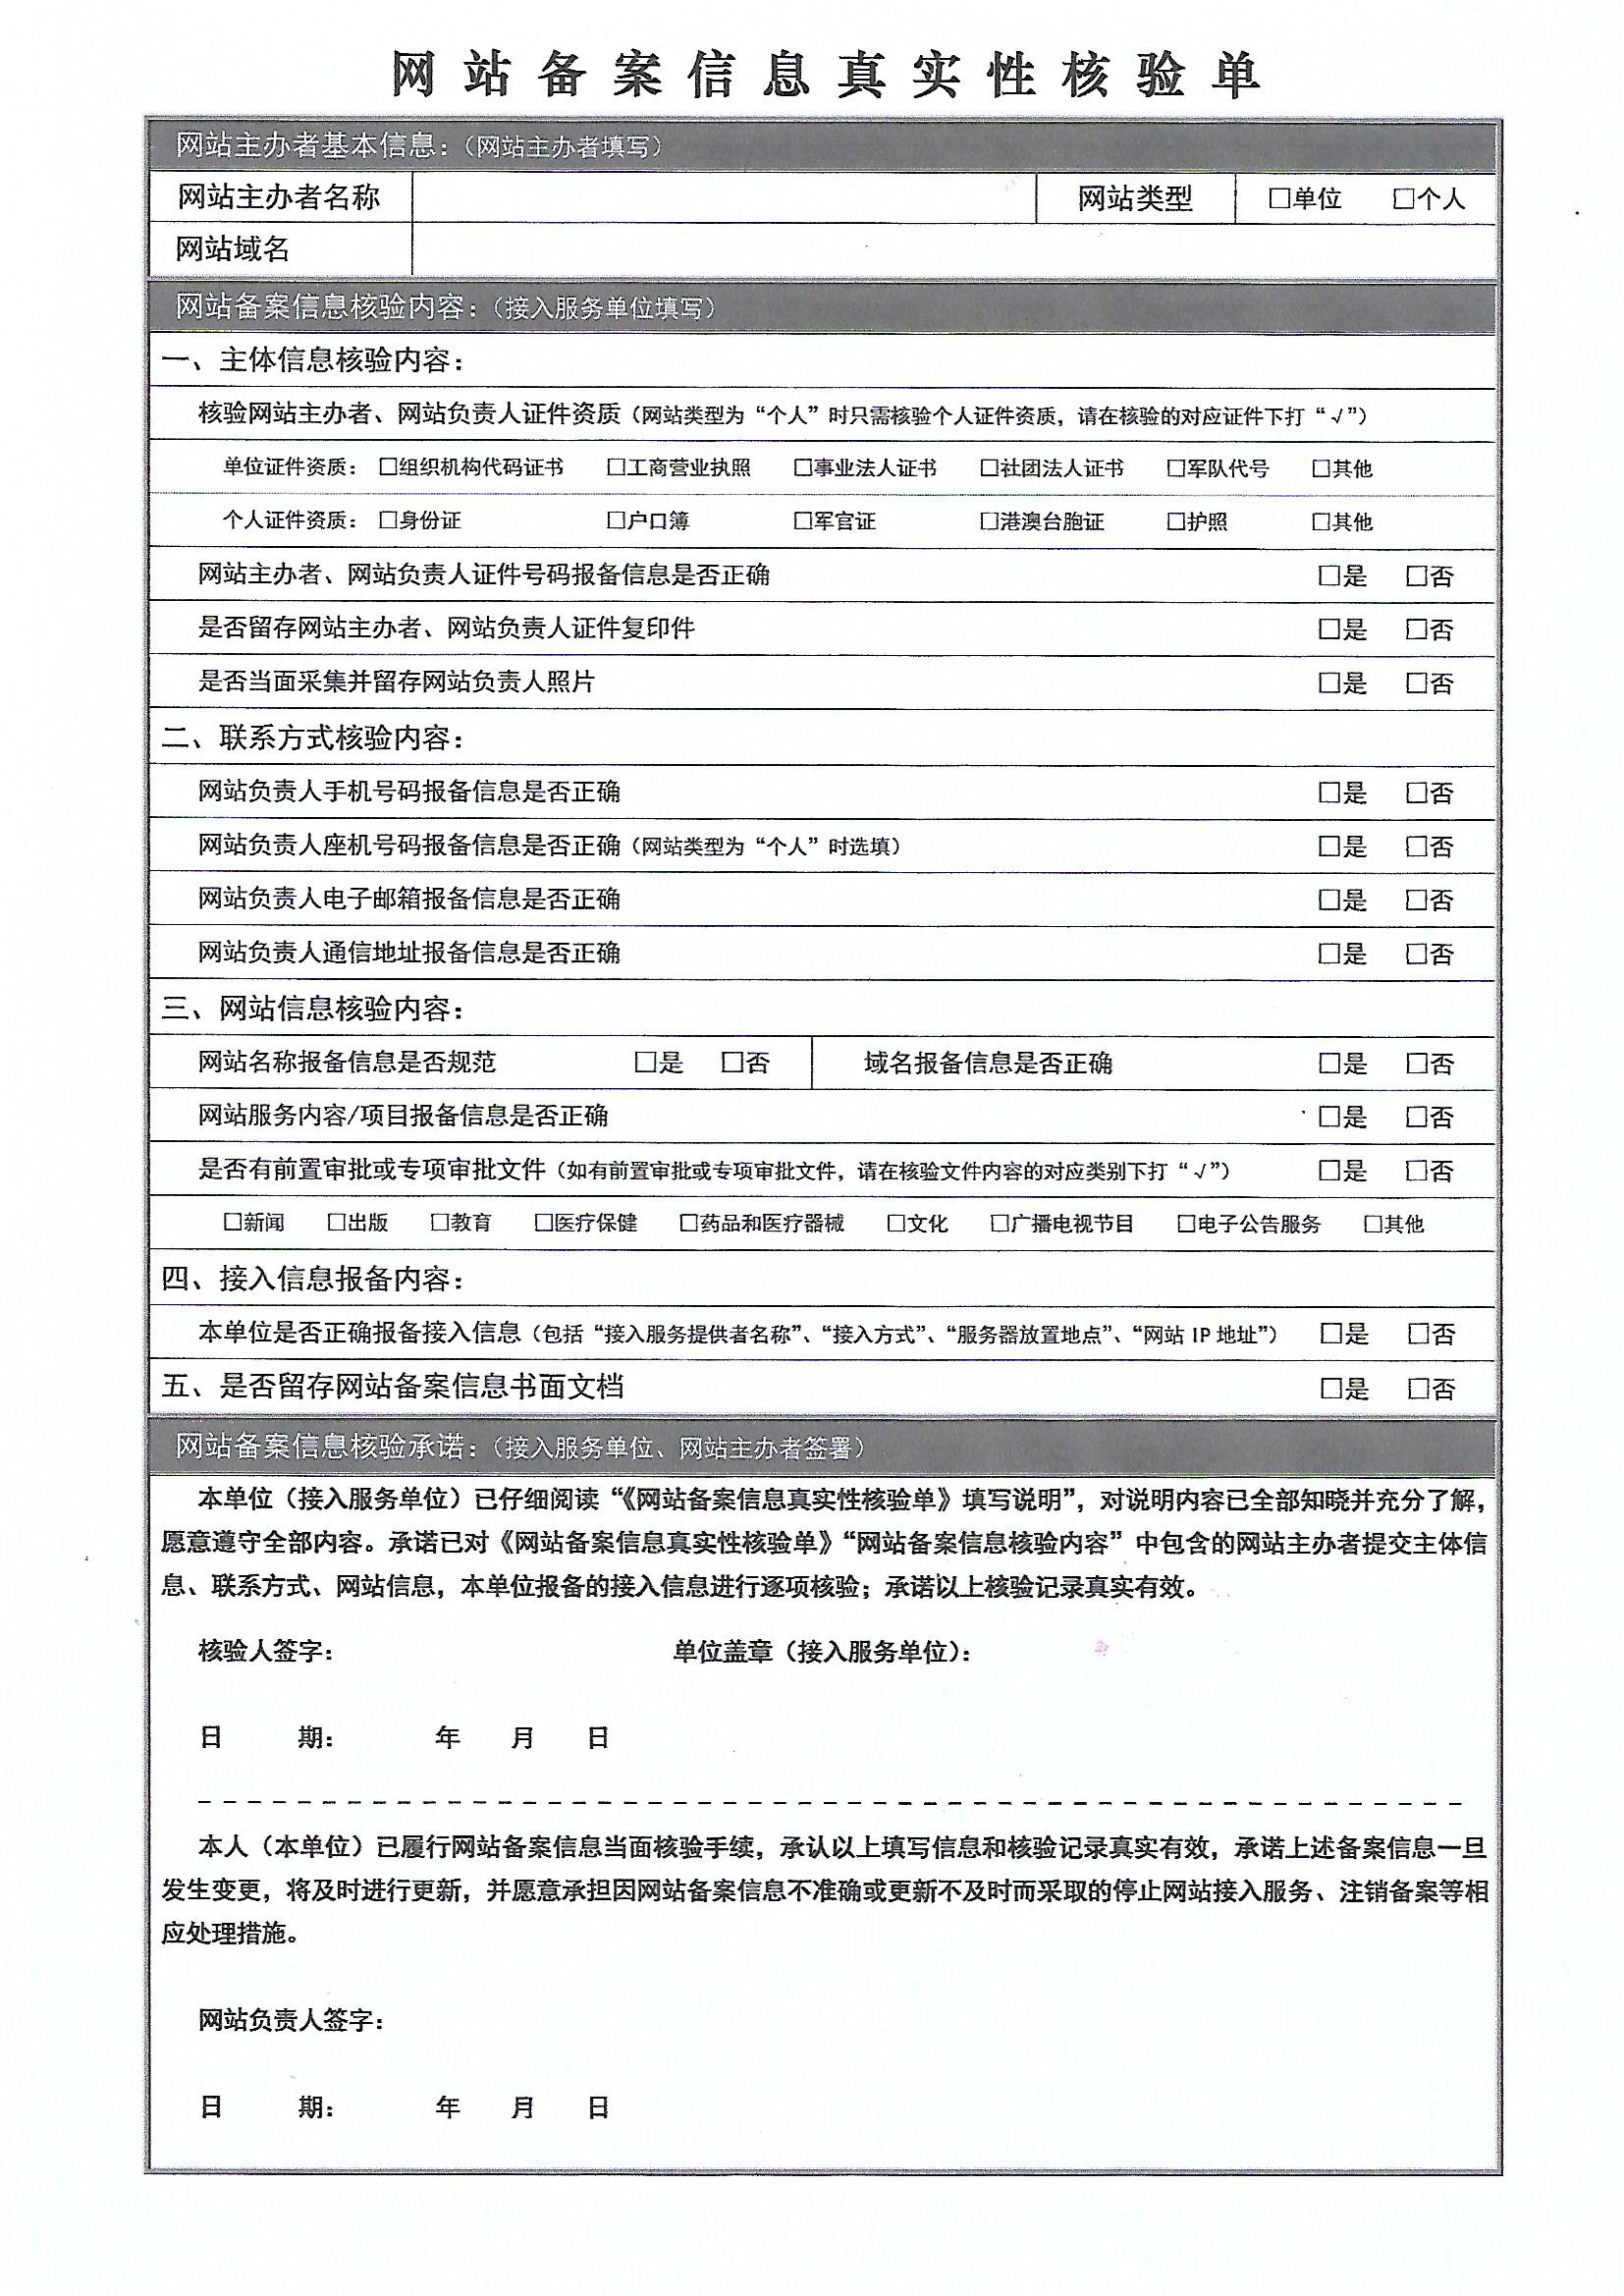 网站备案信息真实性核验单
网站主办者基本信息：（网站主办者填写）
网站主办者名称 网站类型 □单位 □个人
网站域名
网站备案信息核验内容：（接入服务单位填写）
一、主体信息核验内容：
核验网站主办者、网站负责人证件资质（网站类型为“个人”时只需核验个人证件资质，请在核验的对应证件下打“√”）
单位证件资质： □组织机构代码证书 □工商营业执照 □事业法人证书 □社团法人证书 □军队代号 □其他
个人证件资质： □身份证 □户口簿 □军官证 □港澳台胞证 □护照 □其他
网站主办者、网站负责人证件号码报备信息是否正确 □是 □否
是否留存网站主办者、网站负责人证件复印件 □是 □否
是否当面采集并留存网站负责人照片 □是 □否
二、联系方式核验内容：
网站负责人手机号码报备信息是否正确 □是 □否
网站负责人座机号码报备信息是否正确（网站类型为“个人”时选填） □是 □否
网站负责人电子邮箱报备信息是否正确 □是 □否
网站负责人通信地址报备信息是否正确 □是 □否
三、网站信息核验内容：
网站名称报备信息是否规范 □是 □否 域名报备信息是否正确 □是 □否
网站服务内容/项目报备信息是否正确 □是 □否
是否有前置审批或专项审批文件（如有前置审批或专项审批文件，请在核验文件内容的对应类别下打“√”） □是 □否
□新闻 □出版 □教育 □医疗保健 □药品和医疗器械 □文化 □广播电视节目 □电子公告服务 □其他
四、接入信息报备内容：
本单位是否正确报备接入信息（包括“接入服务提供者名称”、“接入方式”、“服务器放置地点”、“网站 IP 地址”） □是 □否
五、是否留存网站备案信息书面文档 □是 □否
网站备案信息核验承诺：（接入服务单位、网站主办者签署）
本单位（接入服务单位）已仔细阅读“《网站备案信息真实性核验单》填写说明”，对说明内容已全部知晓并充分了解，
愿意遵守全部内容。承诺已对《网站备案信息真实性核验单》“网站备案信息核验内容”中包含的网站主办者提交主体信
息、联系方式、网站信息，本单位报备的接入信息进行逐项核验；承诺以上核验记录真实有效。
核验人签字： 单位盖章（接入服务单位）：
日 期： 年 月 日
本人（本单位）已履行网站备案信息当面核验手续，承认以上填写信息和核验记录真实有效，承诺上述备案信息一旦
发生变更，将及时进行更新，并愿意承担因网站备案信息不准确或更新不及时而采取的停止网站接入服务、注销备案等相
应处理措施。
网站负责人签字：
日 期： 年 月 日